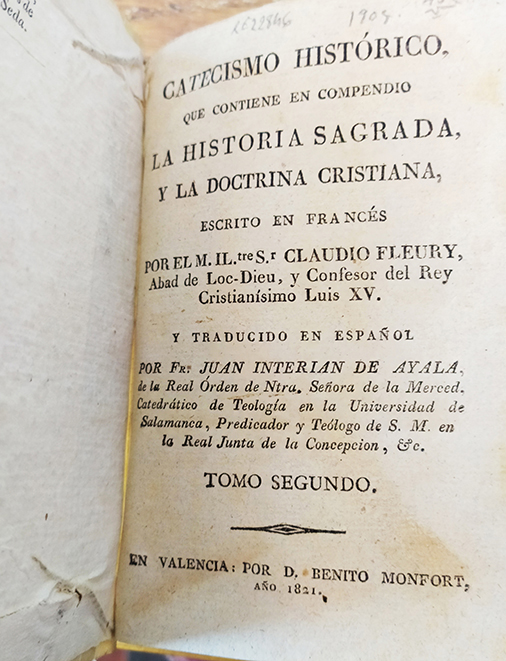 de
Seda.
1909.
CATECISMO HISTÓRICO,
QUE CONTIENE EN COMPENDIO
LA HISTORIA SAGRADA,
Y LA DOCTRINA CRISTIANA,
ESCRITO EN FRANCÉS
POR EL M. IL.tre S.r CLAUDIO FLEURY,
Abad de Loc-Dieu, y Confesor del Rey
Cristianísimo Luis XV.
Y TRADUCIDO EN ESPAÑOL
POR Fr. JUAN INTERIAN DE AYALA,
de la Real Órden de Ntra. Señora de la Merced.
Catedrático de Teología en la Universidad de
Salamanca, Predicador y Teólogo de S. M. en
la Real Junta de la Concepcion, &c.
TOMO SEGUNDO.
EN VALENCIA: POR D. BENITO MONFORT,
AÑO 1821.